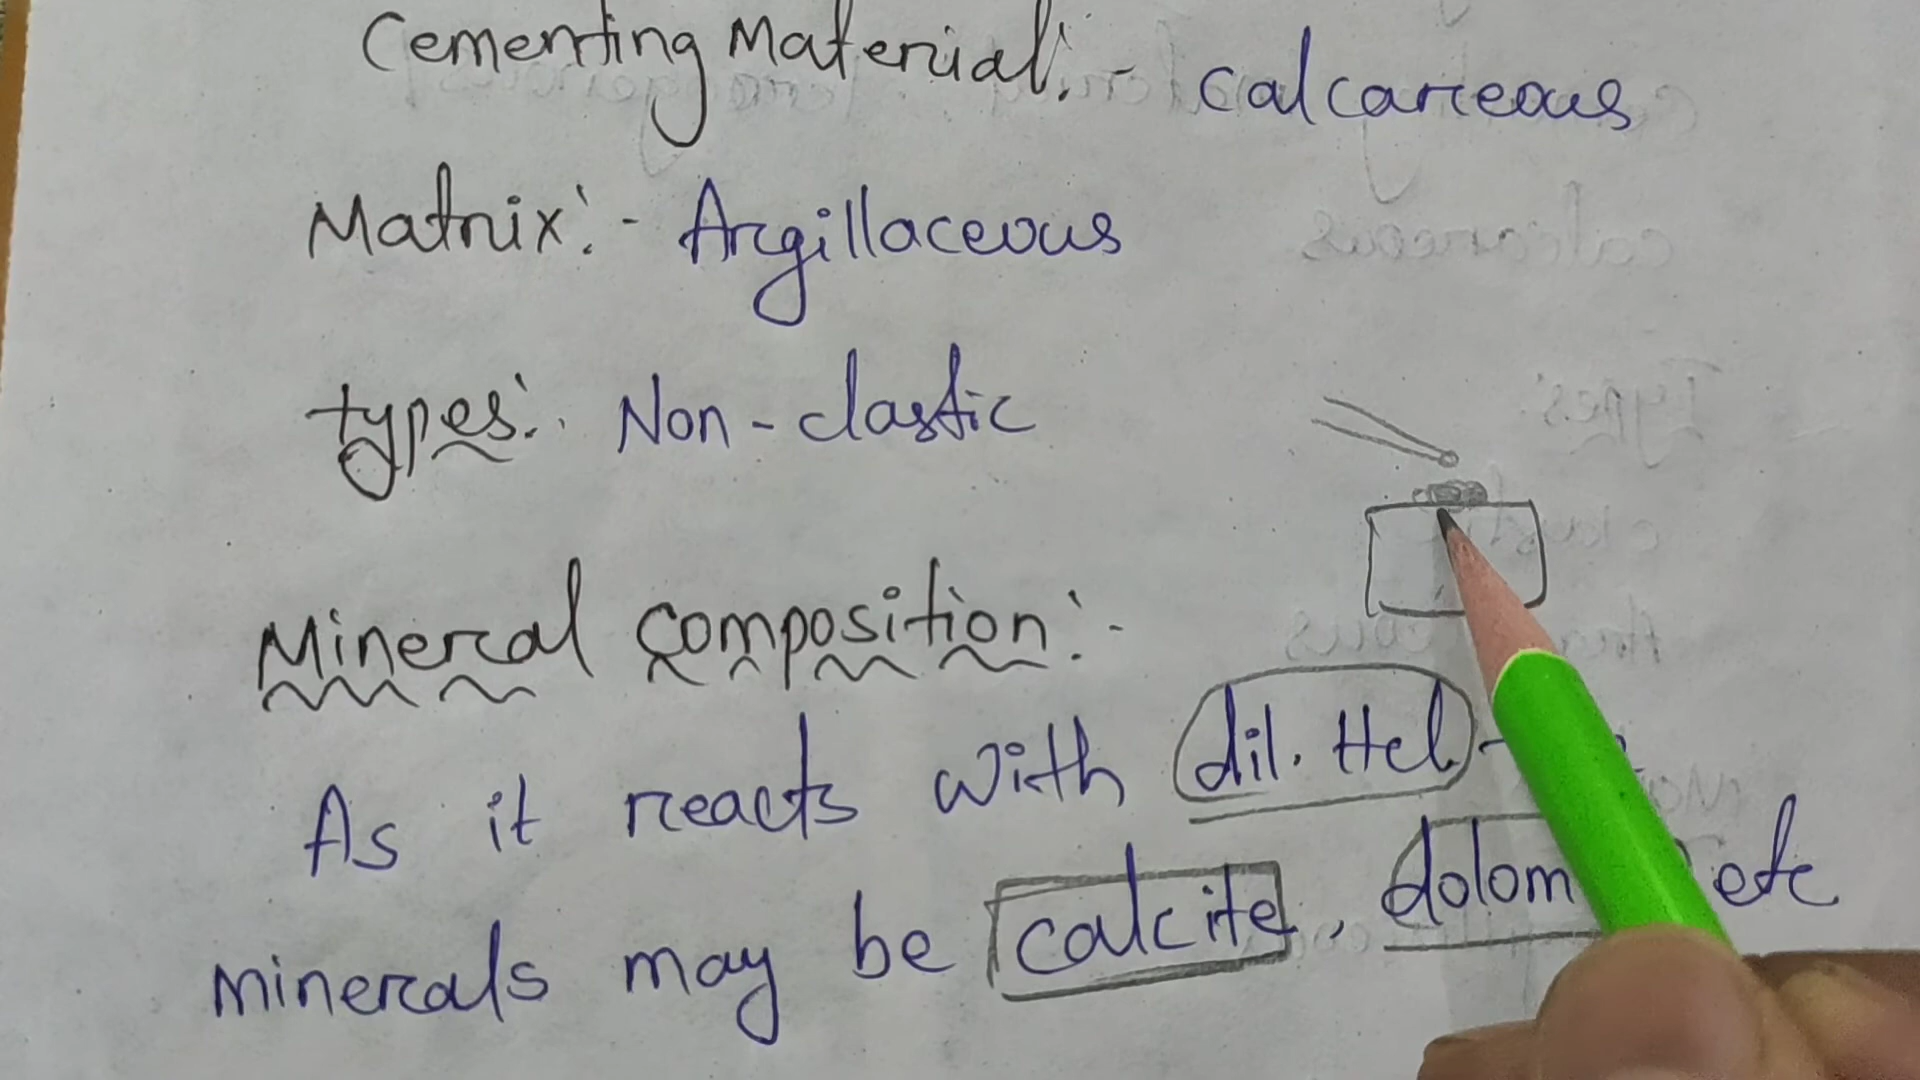 Cementing Material:- calcareous
Matrix:- Argillaceous
types:. Non-clastic
Mineral composition:-
As it reacts with dil. Hcl
minerals may be calcite, etc